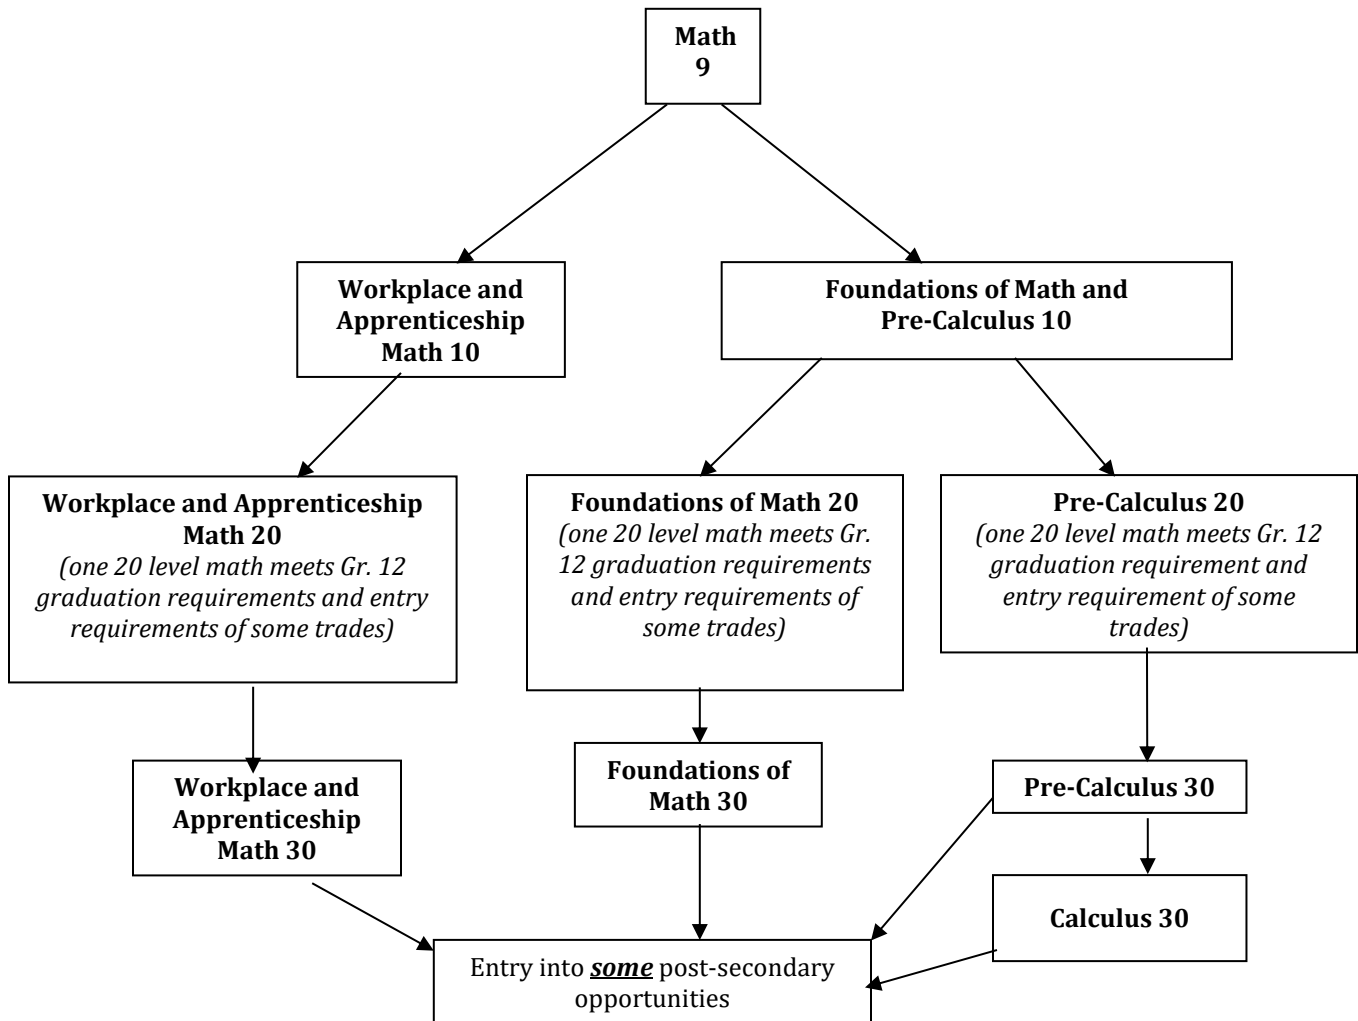 Math
9
Workplace and
Apprenticeship
Math 10
Foundations of Math and
Pre-Calculus 10
Workplace and Apprenticeship
Math 20
(one 20 level math meets Gr. 12
graduation requirements and entry
requirements of some trades)
Foundations of Math 20
(one 20 level math meets Gr.
12 graduation requirements
and entry requirements of
some trades)
Pre-Calculus 20
(one 20 level math meets Gr. 12
graduation requirement and
entry requirement of some
trades)
Workplace and
Apprenticeship
Math 30
Foundations of
Math 30
Pre-Calculus 30
Calculus 30
Entry into some post-secondary
opportunities